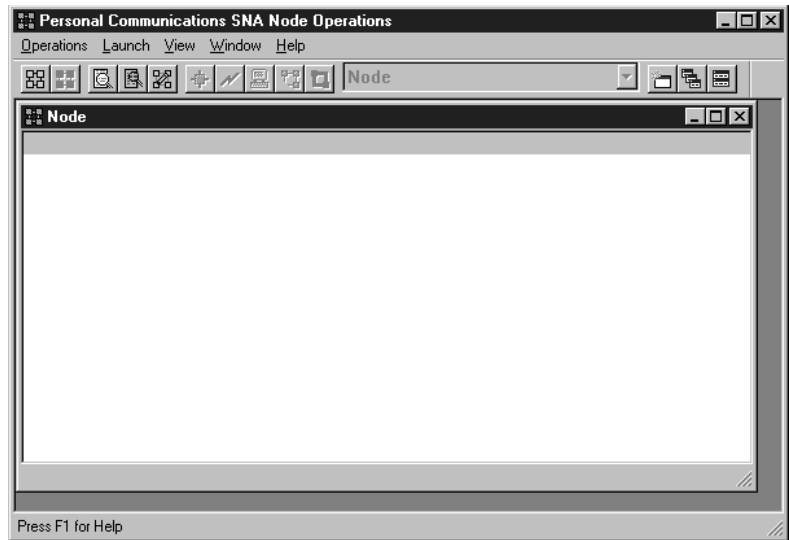 Personal Communications SNA Node Operations
Operations Launch View Window Help
Node
Node
Press F1 for Help